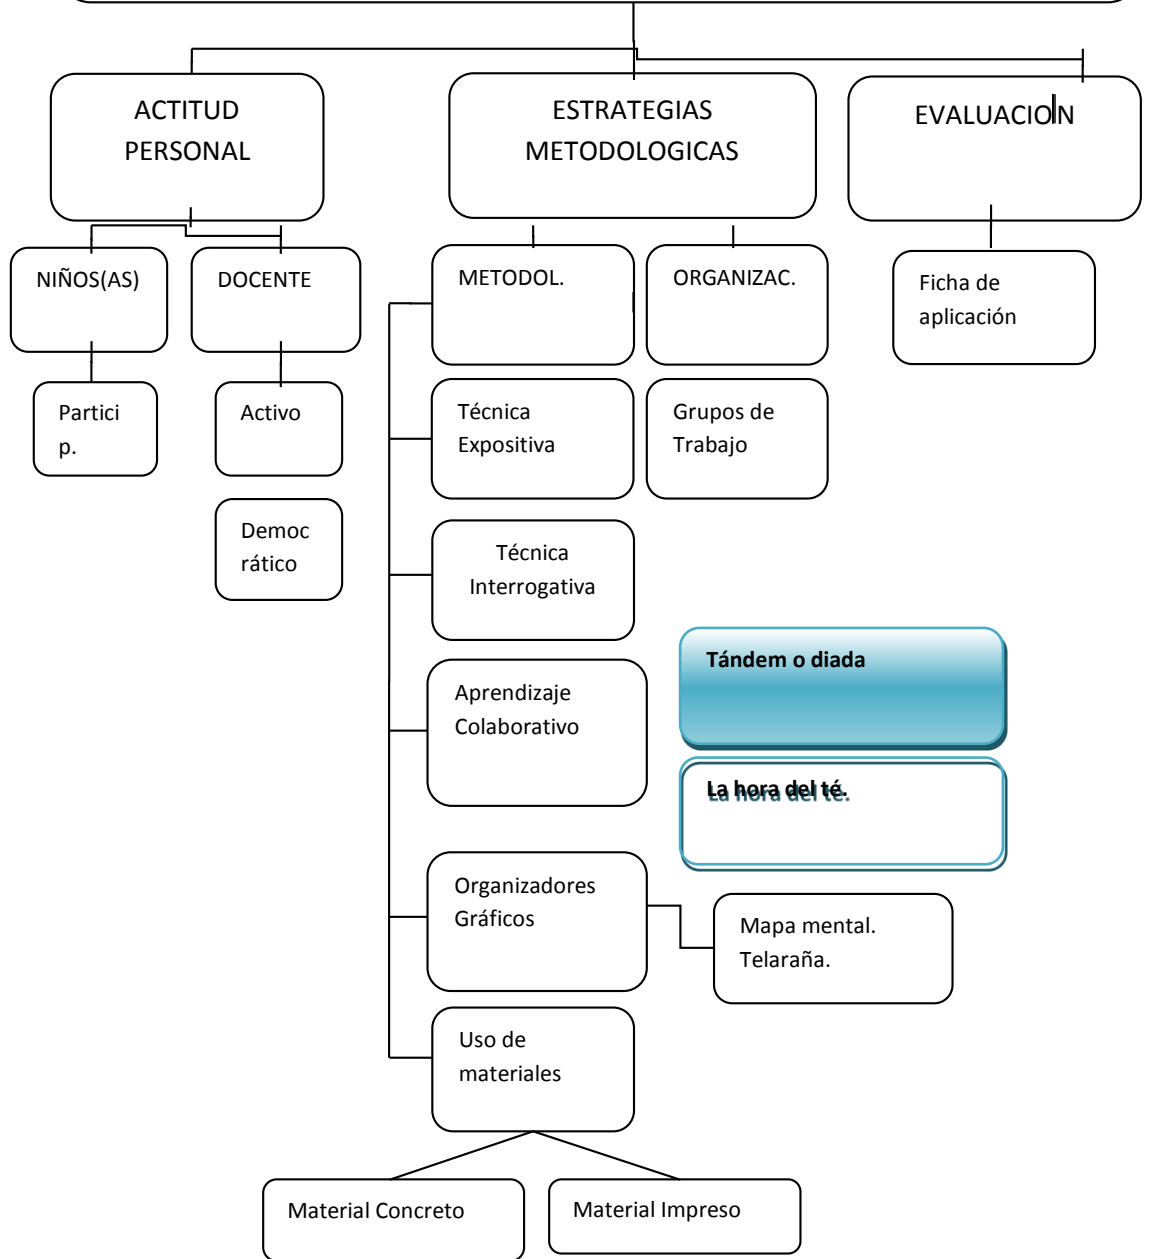 ACTITUD
PERSONAL
ESTRATEGIAS
METODOLOGICAS
EVALUACION
NIÑOS(AS)
DOCENTE
METODOL.
ORGANIZAC.
Ficha de
aplicación
Partici
p.
Activo
Técnica
Expositiva
Grupos de
Trabajo
Democ
rático
Técnica
Interrogativa
Tándem o diada
Aprendizaje
Colaborativo
La hora del té.
Organizadores
Gráficos
Mapa mental.
Telaraña.
Uso de
materiales
Material Concreto
Material Impreso